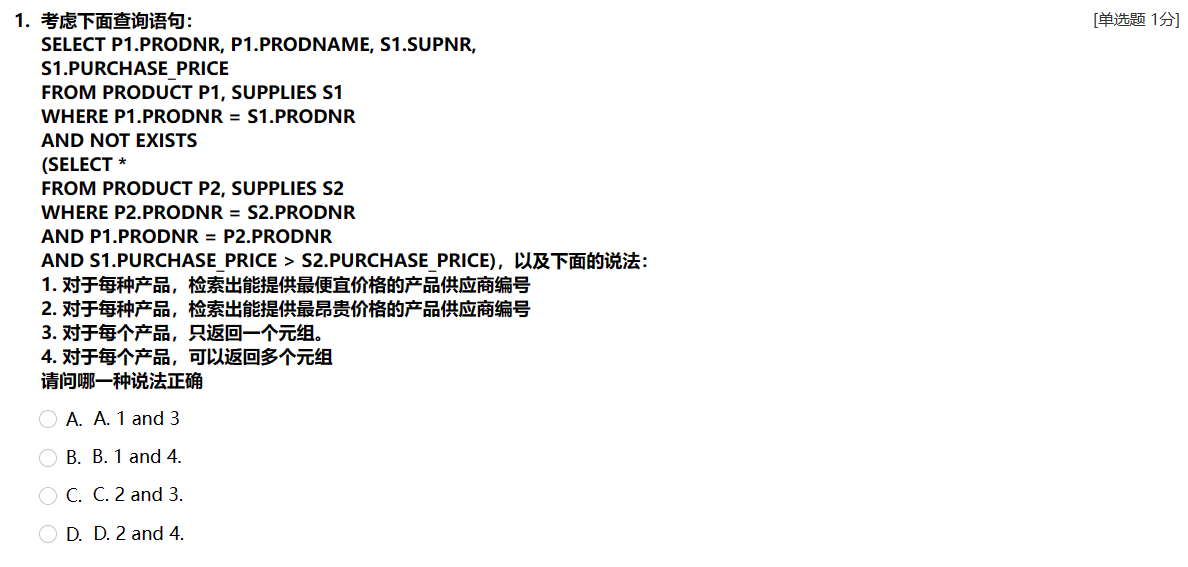 1. 考虑下面查询语句： [单选题 1分]
SELECT P1.PRODNR, P1.PRODNAME, S1.SUPNR,
S1.PURCHASE_PRICE
FROM PRODUCT P1, SUPPLIES S1
WHERE P1.PRODNR = S1.PRODNR
AND NOT EXISTS
(SELECT *
FROM PRODUCT P2, SUPPLIES S2
WHERE P2.PRODNR = S2.PRODNR
AND P1.PRODNR = P2.PRODNR
AND S1.PURCHASE_PRICE > S2.PURCHASE_PRICE)，以及下面的说法：
1. 对于每种产品，检索出能提供最便宜价格的产品供应商编号
2. 对于每种产品，检索出能提供最昂贵价格的产品供应商编号
3. 对于每个产品，只返回一个元组。
4. 对于每个产品，可以返回多个元组
请问哪一种说法正确
A. A. 1 and 3
B. B. 1 and 4.
C. C. 2 and 3.
D. D. 2 and 4.